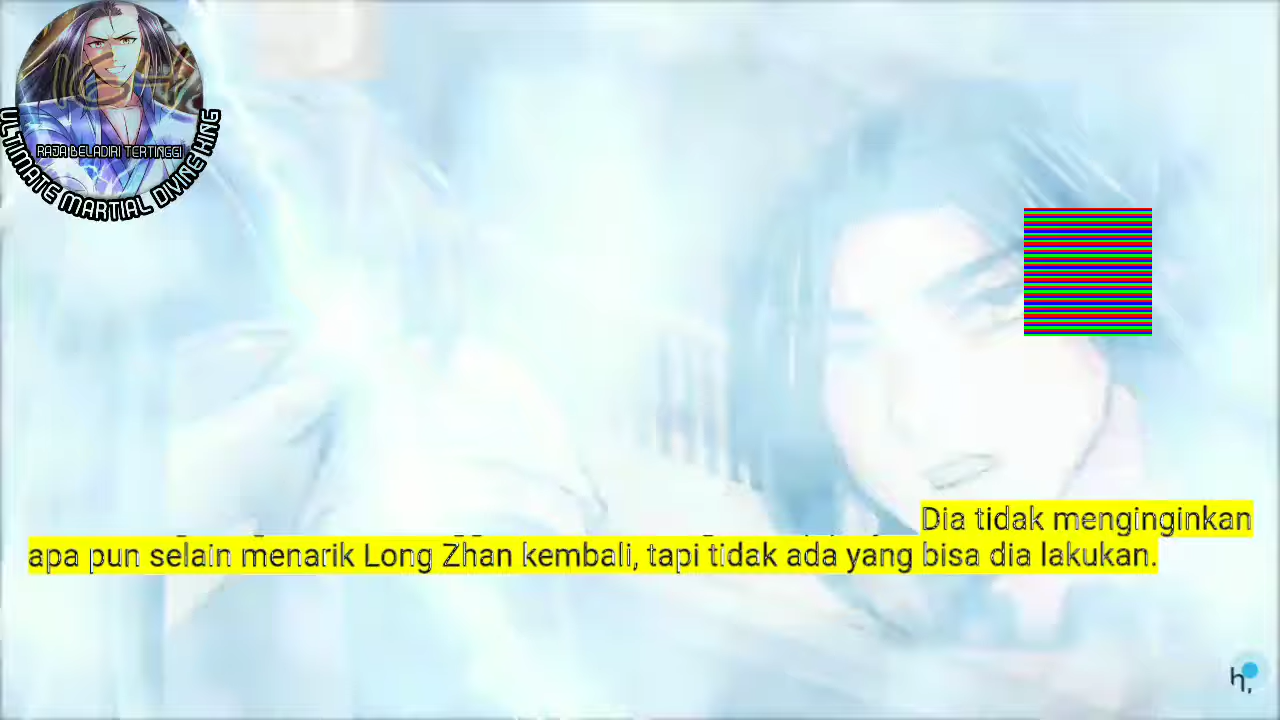 RAJA BELADIRI TERTINGGI
ULTIMATE MARTIAL DIVINE KING
Dia tidak menginginkan
apa pun selain menarik Long Zhan kembali, tapi tidak ada yang bisa dia lakukan.
h,